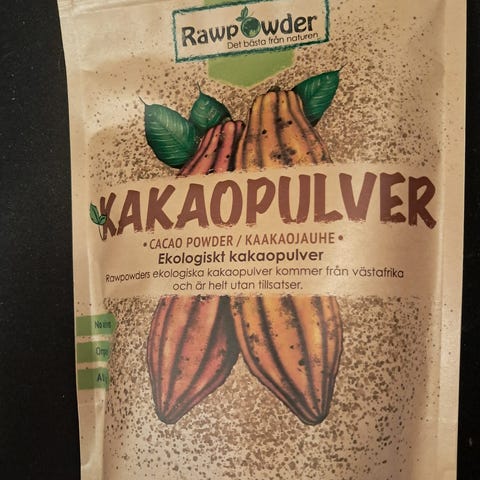 Rawpowder
Det bästa från naturen
KAKAOPULVER
• CACAO POWDER / KAAKAOJAUHE •
Ekologiskt kakaopulver
Rawpowders ekologiska kakaopulver kommer från västafrika
och är helt utan tillsatser.